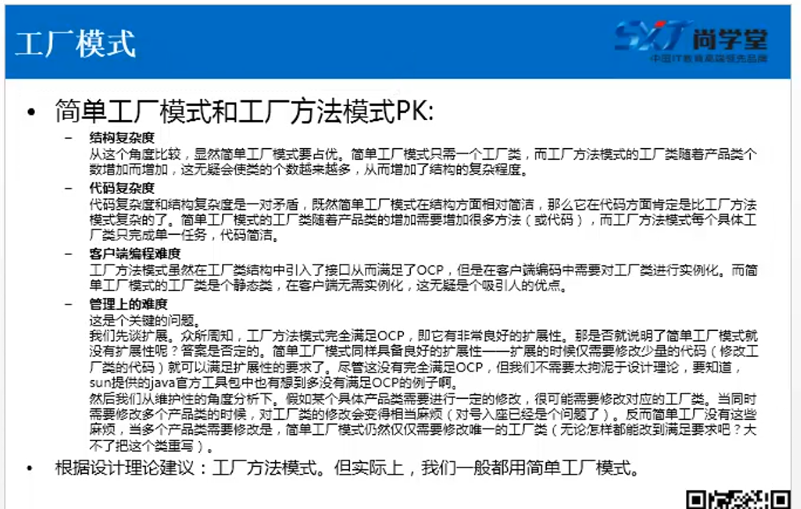 工厂模式
SXT 尚学堂
中国IT教育高端领先品牌
• 简单工厂模式和工厂方法模式PK:
– 结构复杂度
从这个角度比较，显然简单工厂模式要占优。简单工厂模式只需一个工厂类，而工厂方法模式的工厂类随着产品类个
数增加而增加，这无疑会使类的个数越来越多，从而增加了结构的复杂程度。
– 代码复杂度
代码复杂度和结构复杂度是一对矛盾，既然简单工厂模式在结构方面相对简洁，那么它在代码方面肯定是比工厂方法
模式复杂的了。简单工厂模式的工厂类随着产品类的增加需要增加很多方法（或代码），而工厂方法模式每个具体工
厂类只完成单一任务，代码简洁。
– 客户端编程难度
工厂方法模式虽然在工厂类结构中引入了接口从而满足了OCP，但是在客户端编码中需要对工厂类进行实例化。而简
单工厂模式的工厂类是个静态类，在客户端无需实例化，这无疑是个吸引人的优点。
– 管理上的难度
这是个关键的问题。
我们先谈扩展。众所周知，工厂方法模式完全满足OCP，即它有非常良好的扩展性。那是否就说明了简单工厂模式就
没有扩展性呢？答案是否定的。简单工厂模式同样具备良好的扩展性——扩展的时候仅需要修改少量的代码（修改工
厂类的代码）就可以满足扩展性的要求了。尽管这没有完全满足OCP，但我们不需要太拘泥于设计理论，要知道，
sun提供的java官方工具包中也有想到多没有满足OCP的例子啊。
然后我们从维护性的角度分析下。假如某个具体产品类需要进行一定的修改，很可能需要修改对应的工厂类。当同时
需要修改多个产品类的时候，对工厂类的修改会变得相当麻烦（对号入座已经是个问题了）。反而简单工厂没有这些
麻烦，当多个产品类需要修改是，简单工厂模式仍然仅仅需要修改唯一的工厂类（无论怎样都能改到满足要求吧？大
不了把这个类重写）。
• 根据设计理论建议：工厂方法模式。但实际上，我们一般都用简单工厂模式。